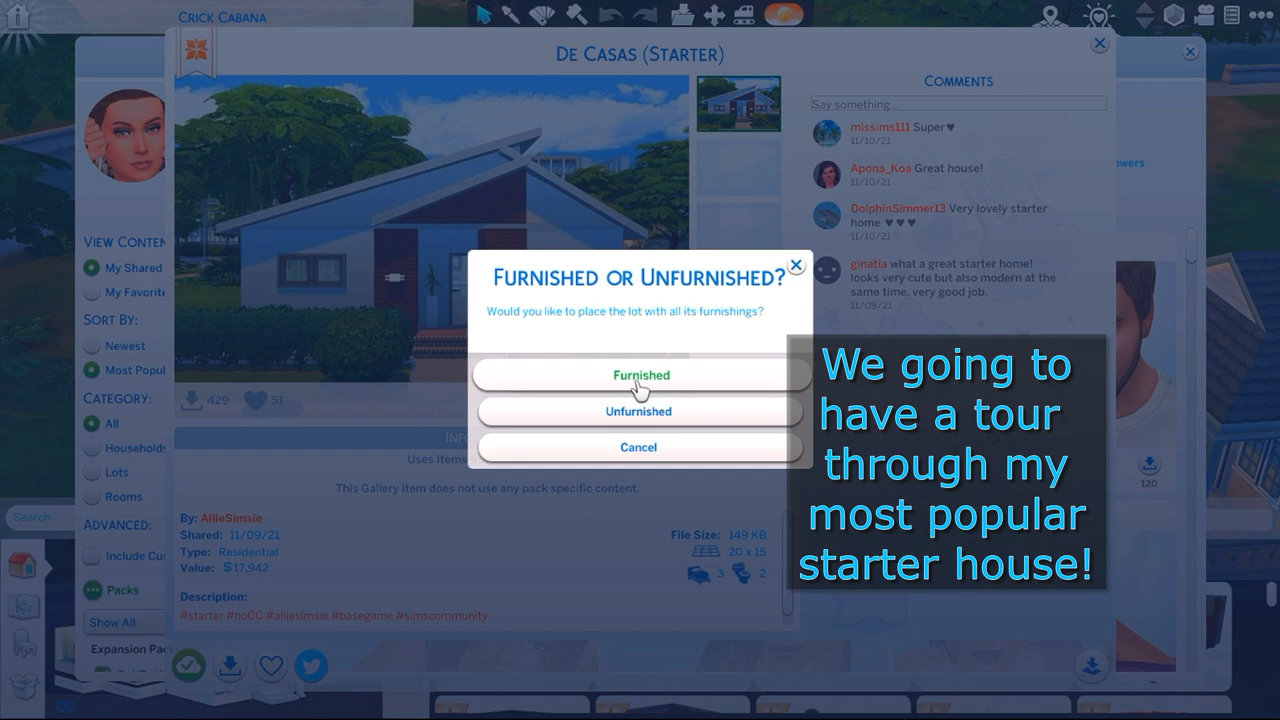 CRICK CABANA
DE CASAS (STARTER)
COMMENTS
Say something...
missims111 Super♥
11/10/21
Apona_Koa Great house!
11/10/21
DolphinSimmer13 Very lovely starter
home ♥ ♥ ♥
11/10/21
ginatia what a great starter home!
looks very cute but also modern at the
same time. very good job.
11/09/21
owers
VIEW CONTEN
My Shared
My Favorite
SORT BY:
Newest
Most Popul
CATEGORY:
All
Households
Lots
Rooms
ADVANCED:
Include Cus
Packs
Show All
Expansion Pack
Search
429
51
FURNISHED OR UNFURNISHED?
Would you like to place the lot with all its furnishings?
Furnished
Unfurnished
Cancel
We going to
have a tour
through my
most popular
starter house!
Uses Items
This Gallery item does not use any pack specific content.
By: AllieSimsie
Shared: 11/09/21
Type: Residential
Value: §17,942
File Size: 149 KB
20 x 15
3
2
Description:
#starter #noCC #alliesimsie #basegame #simscommunity
120